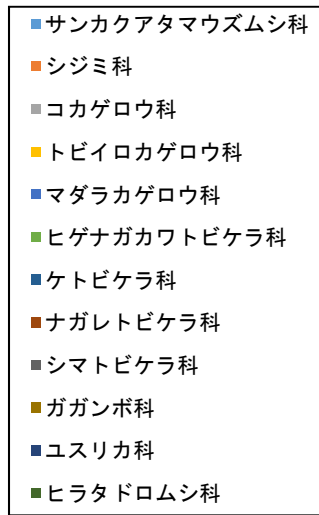 サンカクアタマウズムシ科
シジミ科
コカゲロウ科
トビイロカゲロウ科
マダラカゲロウ科
ヒゲナガカワトビケラ科
ケトビケラ科
ナガレトビケラ科
シマトビケラ科
ガガンボ科
ユスリカ科
ヒラタドロムシ科